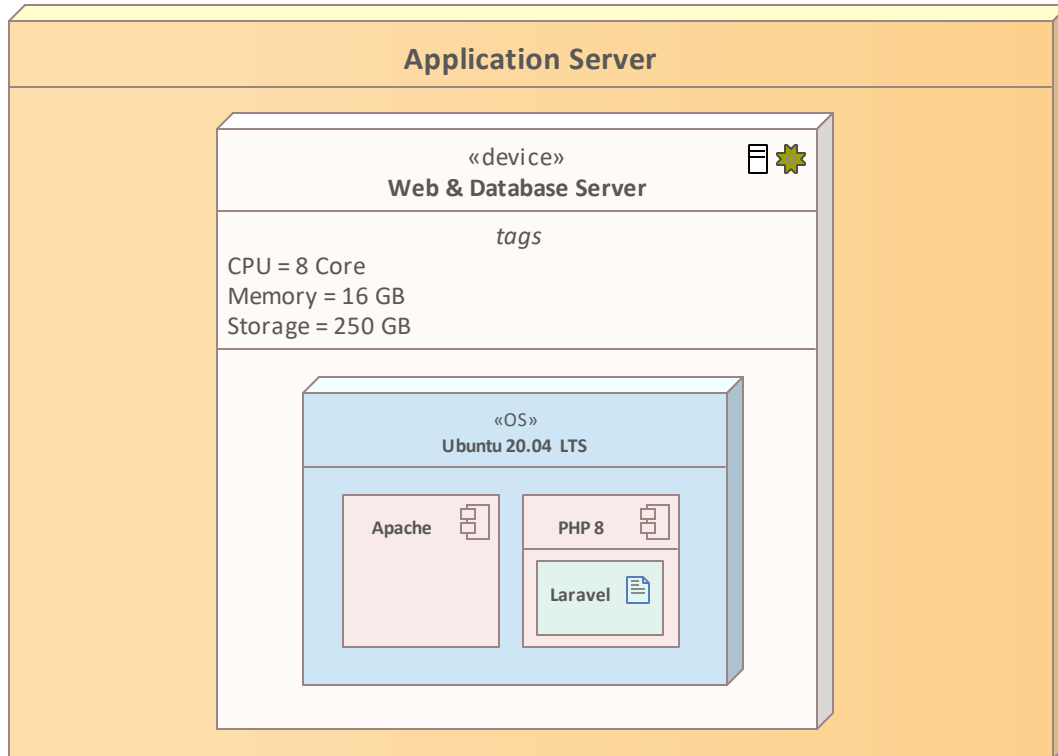 Application Server
«device»
Web & Database Server
tags
CPU = 8 Core
Memory = 16 GB
Storage = 250 GB
«OS»
Ubuntu 20.04 LTS
Apache
PHP 8
Laravel